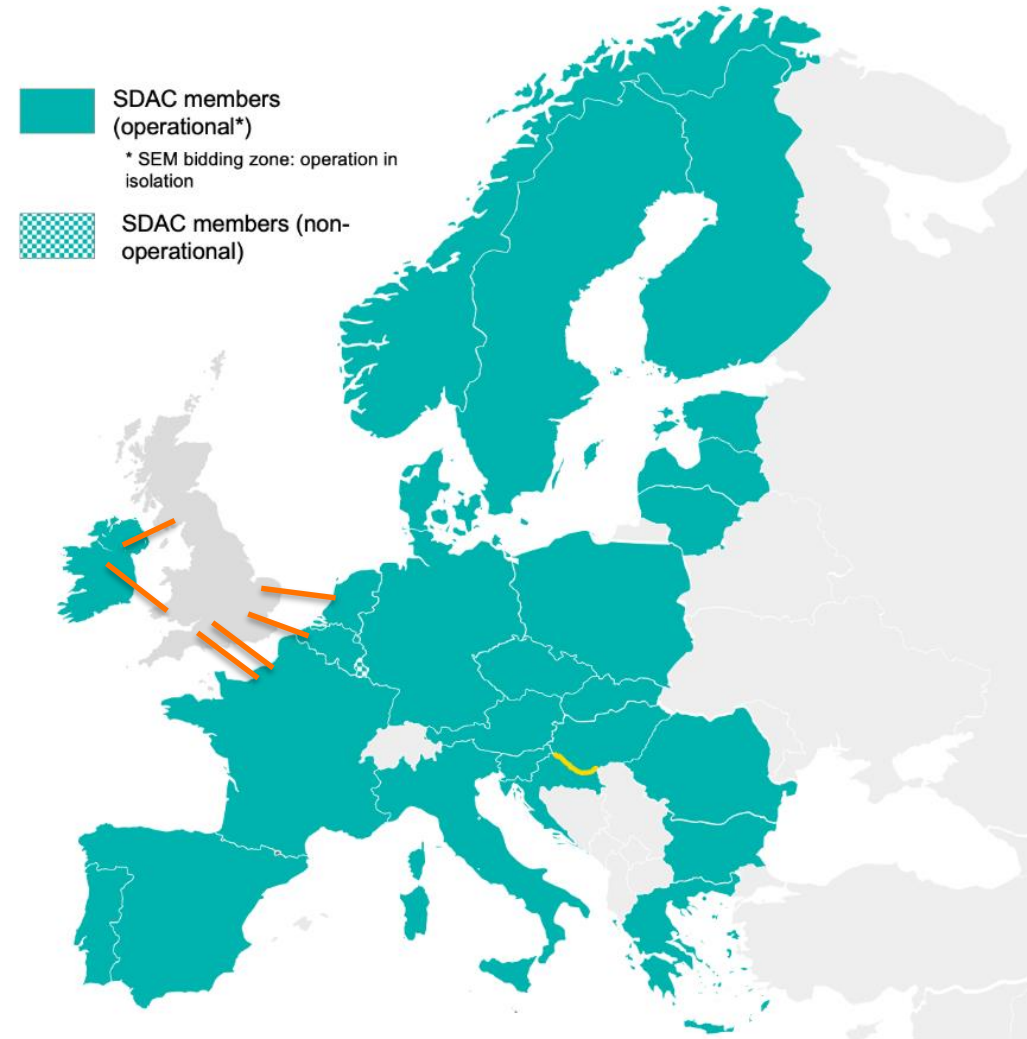 SDAC members
(operational*)
* SEM bidding zone: operation in
isolation
SDAC members (non-
operational)